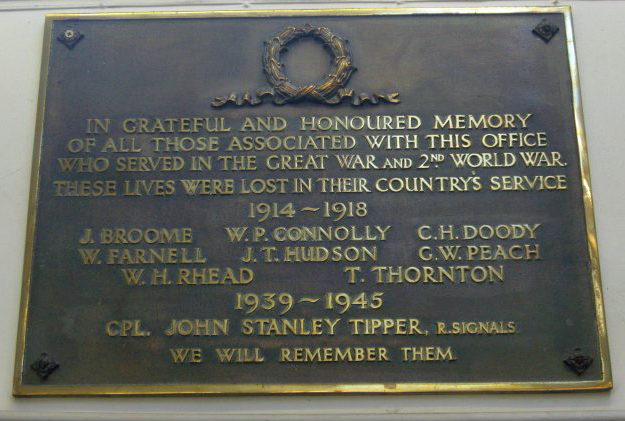 IN GRATEFUL AND HONOURED MEMORY
OF ALL THOSE ASSOCIATED WITH THIS OFFICE
WHO SERVED IN THE GREAT WAR AND 2ND WORLD WAR.
THESE LIVES WERE LOST IN THEIR COUNTRY'S SERVICE
1914~1918
J. BROOME W. P. CONNOLLY C. H. DOODY
W. FARNELL J. T. HUDSON G. W. PEACH
W. H. RHEAD T. THORNTON
1939~1945
CPL. JOHN STANLEY TIPPER, R. SIGNALS.
WE WILL REMEMBER THEM.